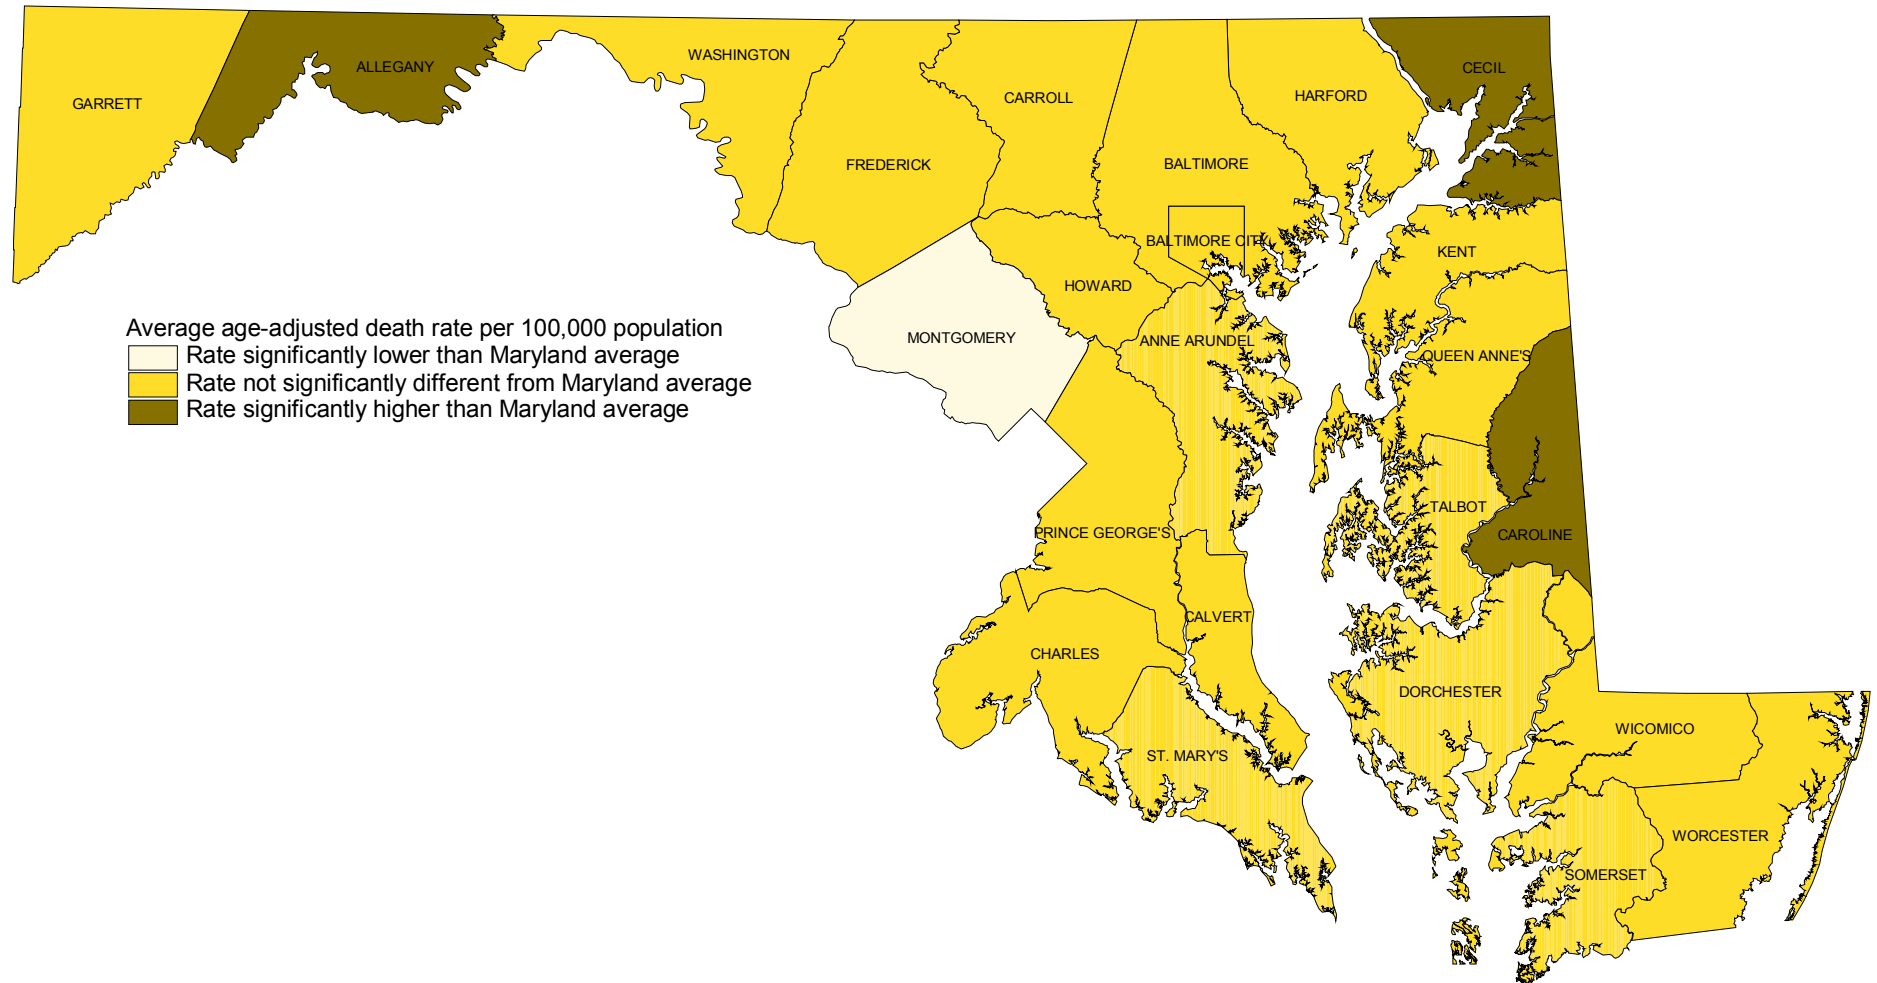 WASHINGTON
ALLEGANY
CECIL
GARRETT
CARROLL
HARFORD
FREDERICK
BALTIMORE
BALTIMORE CITY
KENT
HOWARD
Average age-adjusted death rate per 100,000 population
Rate significantly lower than Maryland average
Rate not significantly different from Maryland average
Rate significantly higher than Maryland average
MONTGOMERY
ANNE ARUNDEL
QUEEN ANNE'S
TALBOT
PRINCE GEORGE'S
CAROLINE
CALVERT
CHARLES
DORCHESTER
WICOMICO
ST. MARY'S
WORCESTER
SOMERSET